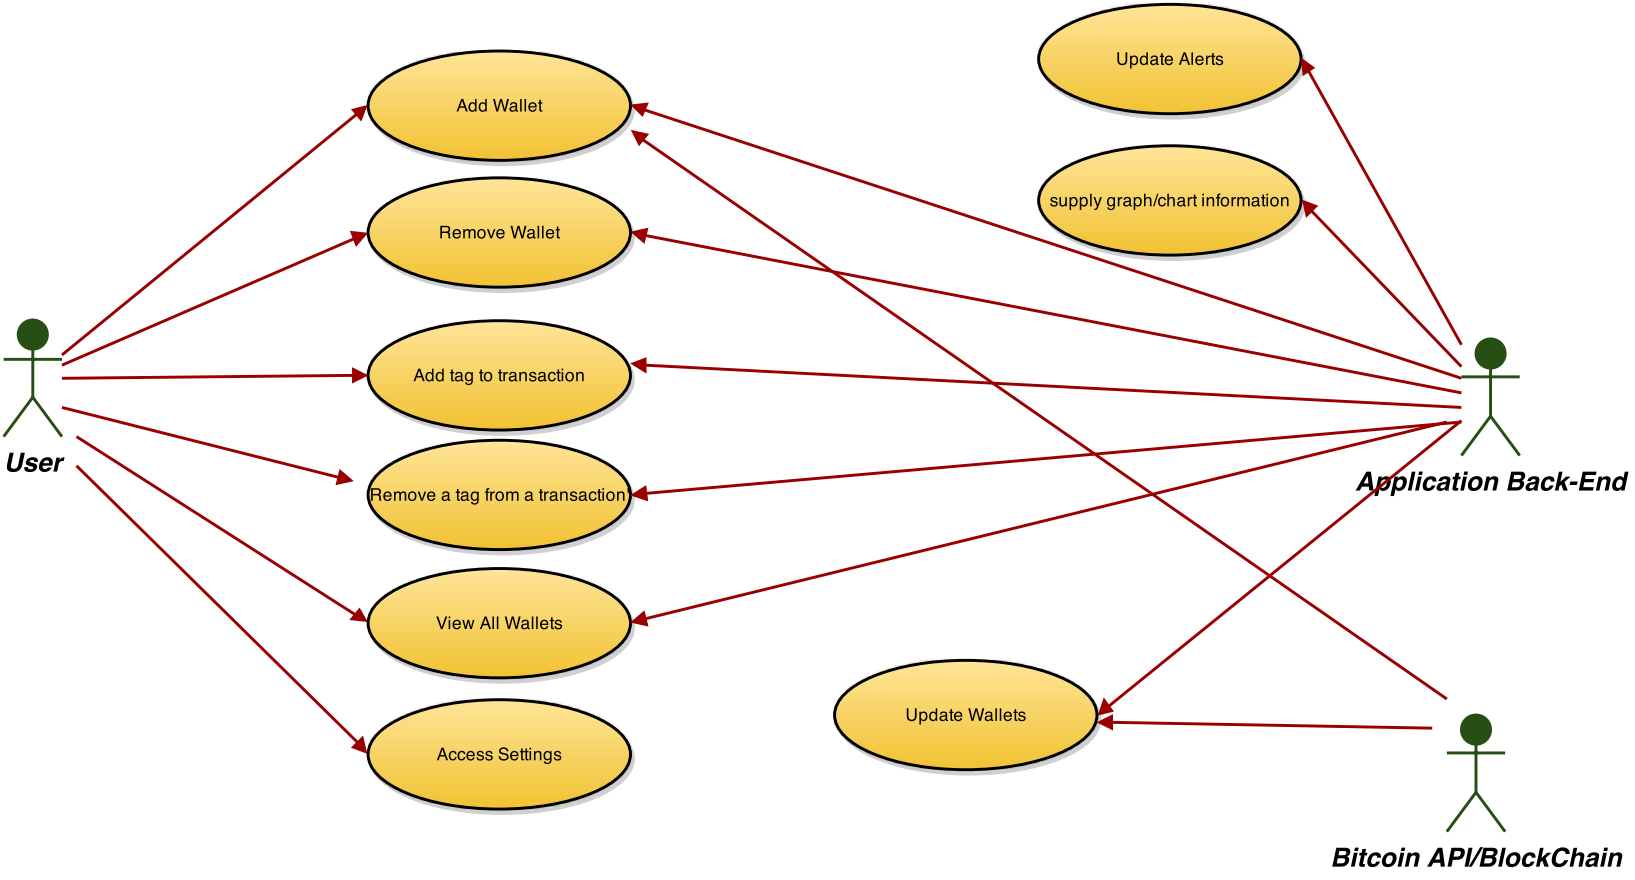 Update Alerts
Add Wallet
supply graph/chart information
Remove Wallet
Add tag to transaction
User
Application Back-End
Remove a tag from a transaction
View All Wallets
Update Wallets
Access Settings
Bitcoin API/BlockChain